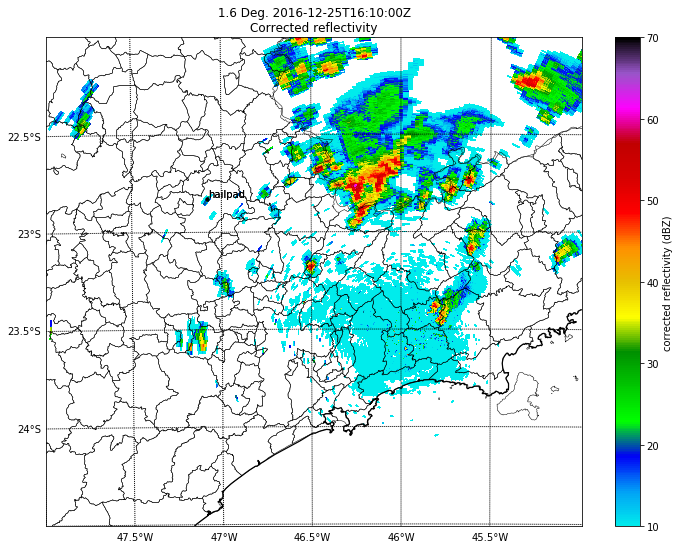 1.6 Deg. 2016-12-25T16:10:00Z
Corrected reflectivity
70
60
50
40
30
20
10
corrected reflectivity (dBZ)
22.5°S
23°S
23.5°S
24°S
hailpad
47.5°W
47°W
46.5°W
46°W
45.5°W